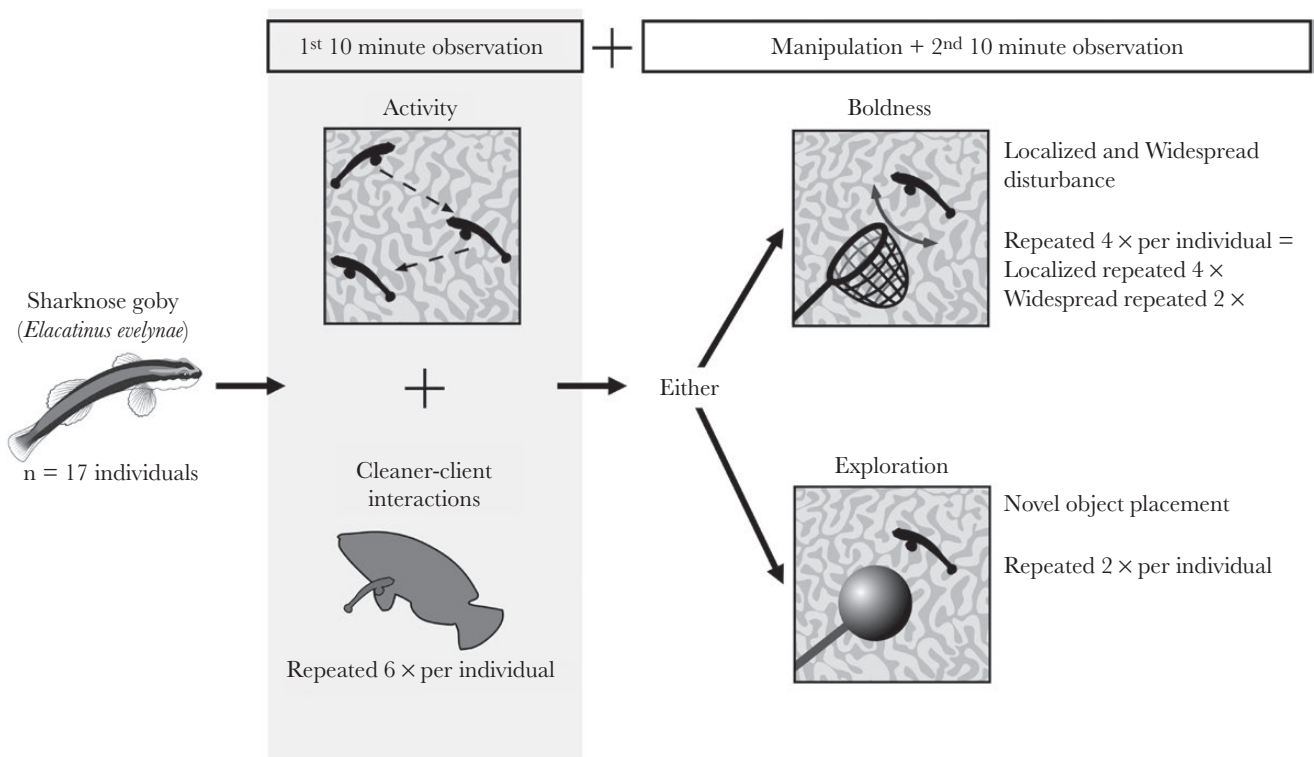 1st 10 minute observation
Manipulation + 2nd 10 minute observation
Sharknose goby
(Elacatinus evelynae)
n = 17 individuals
Activity
Cleaner-client
interactions
Repeated 6 × per individual
Either
Boldness
Localized and Widespread
disturbance
Repeated 4 × per individual =
Localized repeated 4 ×
Widespread repeated 2 ×
Exploration
Novel object placement
Repeated 2 × per individual